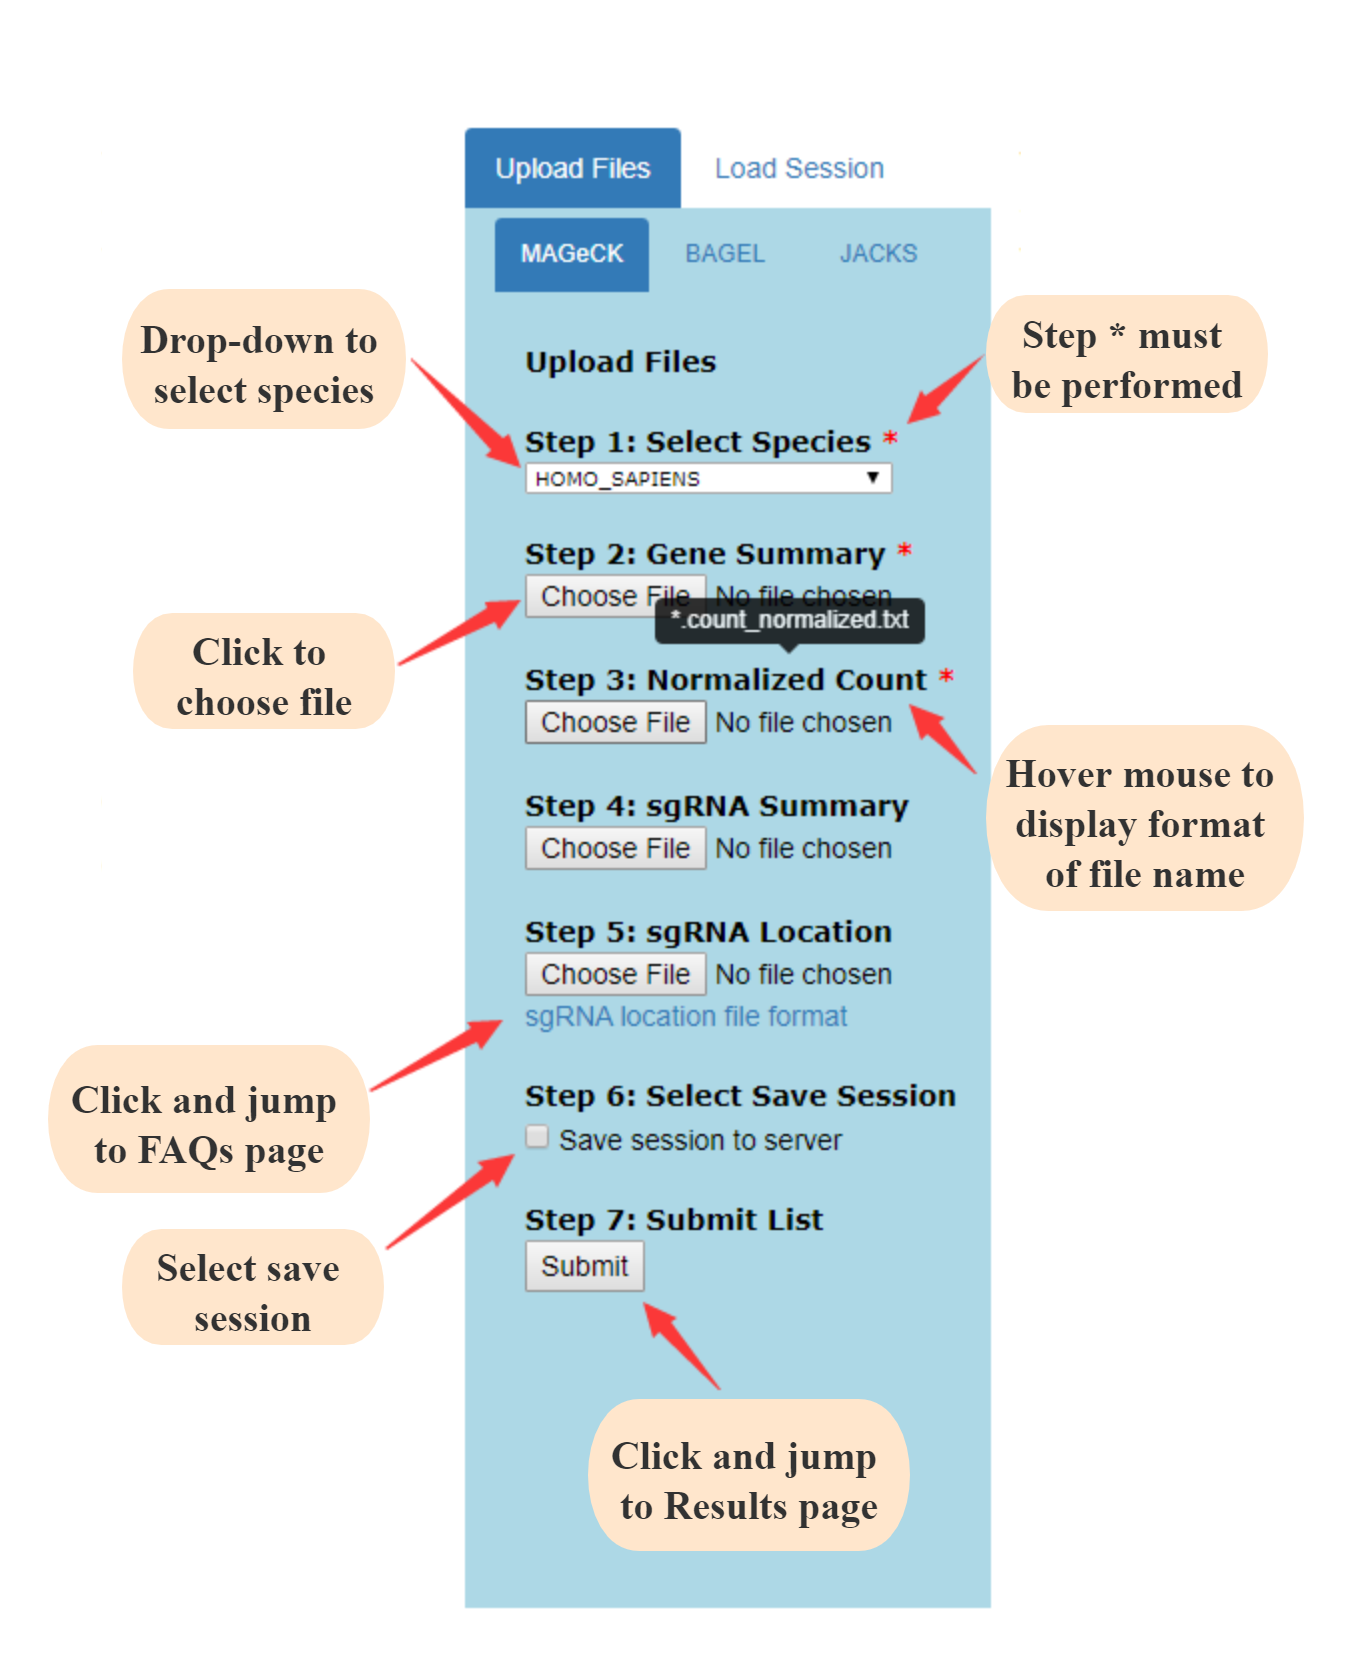 Upload Files
Load Session
MAGeCK
BAGEL
JACKS
Drop-down to
select species
Step * must
be performed
Upload Files
Step 1: Select Species *
HOMO_SAPIENS
Step 2: Gene Summary *
Choose File No file chosen
*.count_normalized.txt
Click to
choose file
Step 3: Normalized Count *
Choose File No file chosen
Hover mouse to
display format
of file name
Step 4: sgRNA Summary
Choose File No file chosen
Step 5: sgRNA Location
Choose File No file chosen
sgRNA location file format
Click and jump
to FAQs page
Step 6: Select Save Session
Save session to server
Select save
session
Step 7: Submit List
Submit
Click and jump
to Results page